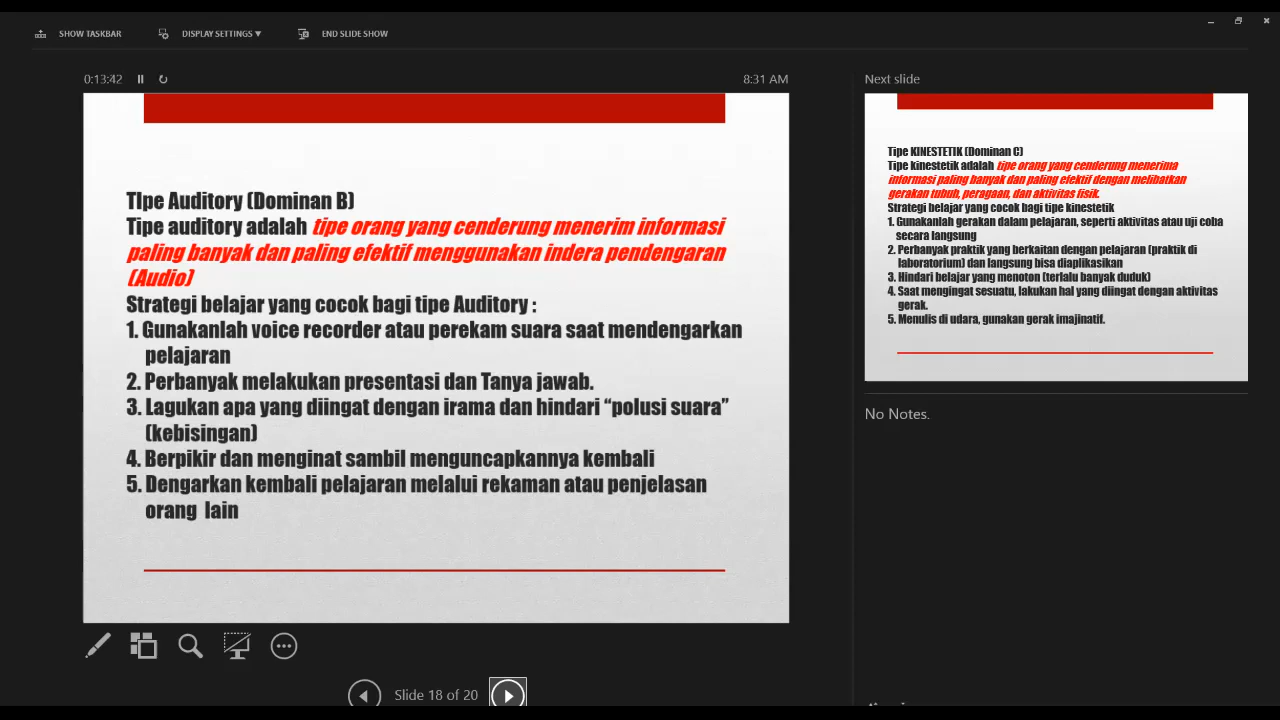 SHOW TASKBAR
DISPLAY SETTINGS
END SLIDE SHOW
0:13:42
8:31 AM
TIpe Auditory (Dominan B)
Tipe auditory adalah tipe orang yang cenderung menerim informasi
paling banyak dan paling efektif menggunakan indera pendengaran
(Audio)
Strategi belajar yang cocok bagi tipe Auditory :
1. Gunakanlah voice recorder atau perekam suara saat mendengarkan
pelajaran
2. Perbanyak melakukan presentasi dan Tanya jawab.
3. Lagukan apa yang diingat dengan irama dan hindari “polusi suara”
(kebisingan)
4. Berpikir dan menginat sambil menguncapkannya kembali
5. Dengarkan kembali pelajaran melalui rekaman atau penjelasan
orang lain
Slide 18 of 20
Next slide
Tipe KINESTETIK (Dominan C)
Tipe kinestetik adalah tipe orang yang cenderung menerima
informasi paling banyak dan paling efektif dengan melibatkan
gerakan tubuh, peragaan, dan aktivitas fisik.
Strategi belajar yang cocok bagi tipe kinestetik
1. Gunakanlah gerakan dalam pelajaran, seperti aktivitas atau uji coba
secara langsung
2. Perbanyak praktik yang berkaitan dengan pelajaran (praktik di
laboratorium) dan langsung bisa diaplikasikan
3. Hindari belajar yang menoton (terlalu banyak duduk)
4. Saat mengingat sesuatu, lakukan hal yang diingat dengan aktivitas
gerak.
5. Menulis di udara, gunakan gerak imajinatif.
No Notes.